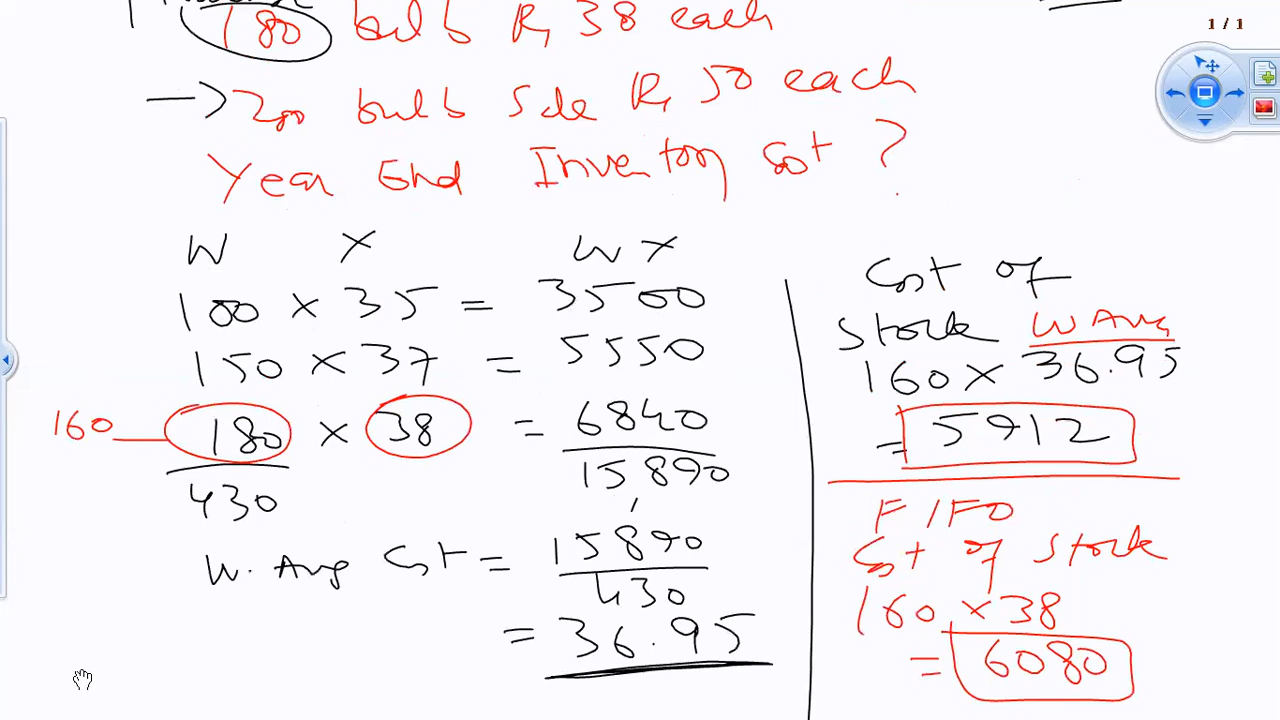 180 bulb Rs 38 each
→ 200 bulb Sale Rs 50 each
Year End Inventory Cost ?
W X WX
100 × 35 = 3500
150 × 37 = 5550
160 180 × 38 = 6840
430 15890
W. Avg Cost = 15890
430
= 36.95
Cost of
Stock W Avg
160 × 36.95
= 5912
FIFO
Cost of Stock
160 × 38
= 6080
1 / 1